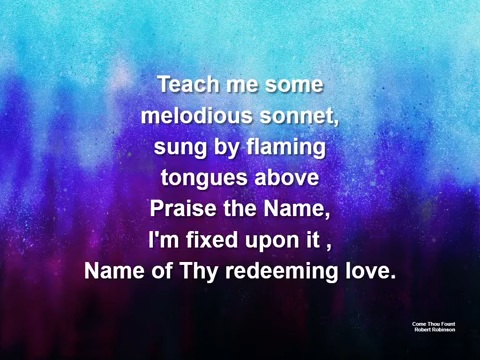 Teach me some
melodious sonnet,
sung by flaming
tongues above
Praise the Name,
I'm fixed upon it ,
Name of Thy redeeming love.
Come Thou Fount
Robert Robinson